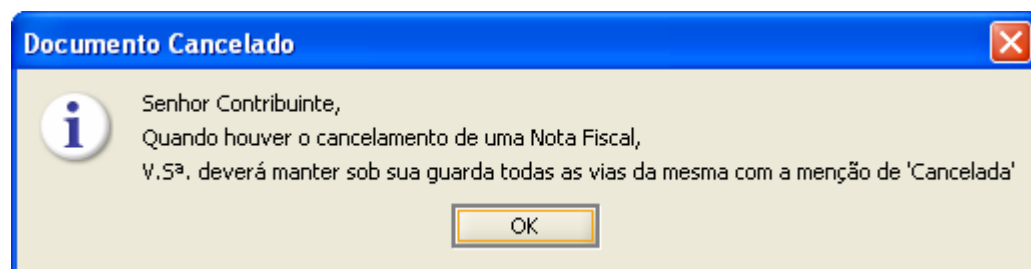 Documento Cancelado
Senhor Contribuinte,
Quando houver o cancelamento de uma Nota Fiscal,
V.Sª. deverá manter sob sua guarda todas as vias da mesma com a menção de 'Cancelada'
OK